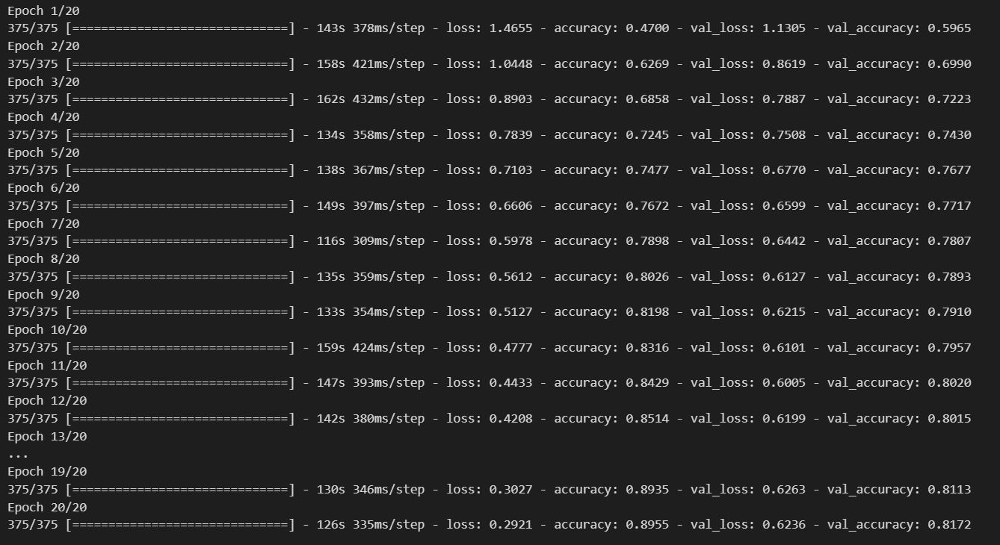 Epoch 1/20
375/375 [==============================] - 143s 378ms/step - loss: 1.4655 - accuracy: 0.4700 - val_loss: 1.1305 - val_accuracy: 0.5965
Epoch 2/20
375/375 [==============================] - 158s 421ms/step - loss: 1.0448 - accuracy: 0.6269 - val_loss: 0.8619 - val_accuracy: 0.6990
Epoch 3/20
375/375 [==============================] - 162s 432ms/step - loss: 0.8903 - accuracy: 0.6858 - val_loss: 0.7887 - val_accuracy: 0.7223
Epoch 4/20
375/375 [==============================] - 134s 358ms/step - loss: 0.7839 - accuracy: 0.7245 - val_loss: 0.7508 - val_accuracy: 0.7430
Epoch 5/20
375/375 [==============================] - 138s 367ms/step - loss: 0.7103 - accuracy: 0.7477 - val_loss: 0.6770 - val_accuracy: 0.7677
Epoch 6/20
375/375 [==============================] - 149s 397ms/step - loss: 0.6606 - accuracy: 0.7672 - val_loss: 0.6599 - val_accuracy: 0.7717
Epoch 7/20
375/375 [==============================] - 116s 309ms/step - loss: 0.5978 - accuracy: 0.7898 - val_loss: 0.6442 - val_accuracy: 0.7807
Epoch 8/20
375/375 [==============================] - 135s 359ms/step - loss: 0.5612 - accuracy: 0.8026 - val_loss: 0.6127 - val_accuracy: 0.7893
Epoch 9/20
375/375 [==============================] - 133s 354ms/step - loss: 0.5127 - accuracy: 0.8198 - val_loss: 0.6215 - val_accuracy: 0.7910
Epoch 10/20
375/375 [==============================] - 159s 424ms/step - loss: 0.4777 - accuracy: 0.8316 - val_loss: 0.6101 - val_accuracy: 0.7957
Epoch 11/20
375/375 [==============================] - 147s 393ms/step - loss: 0.4433 - accuracy: 0.8429 - val_loss: 0.6005 - val_accuracy: 0.8020
Epoch 12/20
375/375 [==============================] - 142s 380ms/step - loss: 0.4208 - accuracy: 0.8514 - val_loss: 0.6199 - val_accuracy: 0.8015
Epoch 13/20
...
Epoch 19/20
375/375 [==============================] - 130s 346ms/step - loss: 0.3027 - accuracy: 0.8935 - val_loss: 0.6263 - val_accuracy: 0.8113
Epoch 20/20
375/375 [==============================] - 126s 335ms/step - loss: 0.2921 - accuracy: 0.8955 - val_loss: 0.6236 - val_accuracy: 0.8172